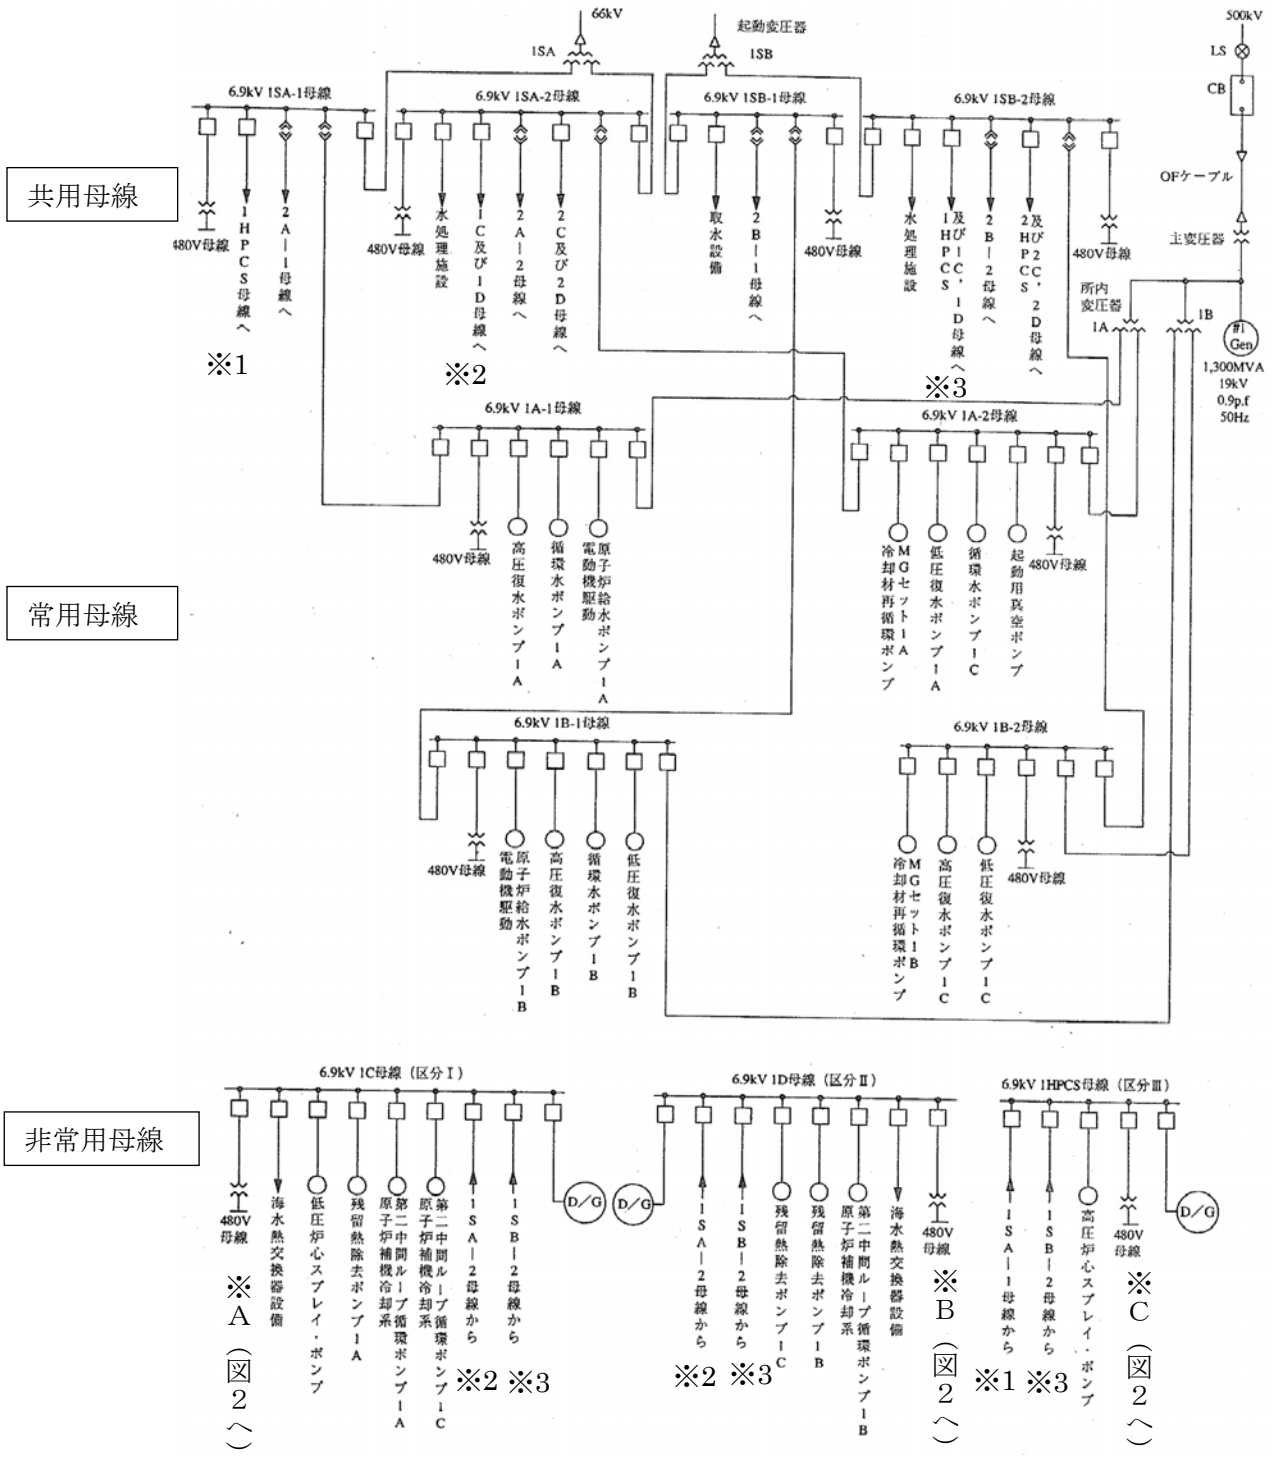 66kV
起動変圧器
500kV
1SA
1SB
LS
CB
6.9kV 1SA-1母線
6.9kV 1SA-2母線
6.9kV 1SB-1母線
6.9kV 1SB-2母線
OFケーブル
共用母線
480V母線
1HPCS母線へ
2A-1母線へ
480V母線
水処理施設
1C及び1D母線へ
2A-2母線へ
2C及び2D母線へ
取水設備
2B-1母線へ
480V母線
水処理施設
1HPCS
及び1C,1D母線へ
2B-2母線へ
2HPCS
及び2C,2D母線へ
480V母線
主変圧器
所内
変圧器
1A
1B
#1
Gen
1,300MVA
19kV
0.9p.f
50Hz
※1
※2
※3
6.9kV 1A-1母線
6.9kV 1A-2母線
常用母線
480V母線
高圧復水ポンプ1A
循環水ポンプ1A
電動機駆動
原子炉給水ポンプ1A
冷却材再循環ポンプ
MGセット1A
低圧復水ポンプ1A
循環水ポンプ1C
起動用真空ポンプ
480V母線
6.9kV 1B-1母線
6.9kV 1B-2母線
480V母線
電動機駆動
原子炉給水ポンプ1B
高圧復水ポンプ1B
循環水ポンプ1B
低圧復水ポンプ1B
冷却材再循環ポンプ
MGセット1B
高圧復水ポンプ1C
低圧復水ポンプ1C
480V母線
6.9kV 1C母線(区分Ⅰ)
6.9kV 1D母線(区分Ⅱ)
6.9kV 1HPCS母線(区分Ⅲ)
非常用母線
480V
母線
※A(図2へ)
海水熱交換器設備
低圧炉心スプレイ・ポンプ
残留熱除去ポンプ1A
原子炉補機冷却系
第二中間ループ循環ポンプ1A
原子炉補機冷却系
第二中間ループ循環ポンプ1C
1SA-2母線から
※2
1SB-2母線から
※3
D/G
D/G
1SA-2母線から
※2
1SB-2母線から
※3
残留熱除去ポンプ1C
残留熱除去ポンプ1B
原子炉補機冷却系
第二中間ループ循環ポンプ1B
海水熱交換器設備
480V
母線
※B(図2へ)
1SA-1母線から
※1
1SB-2母線から
※3
高圧炉心スプレイ・ポンプ
480V
母線
※C(図2へ)
D/G